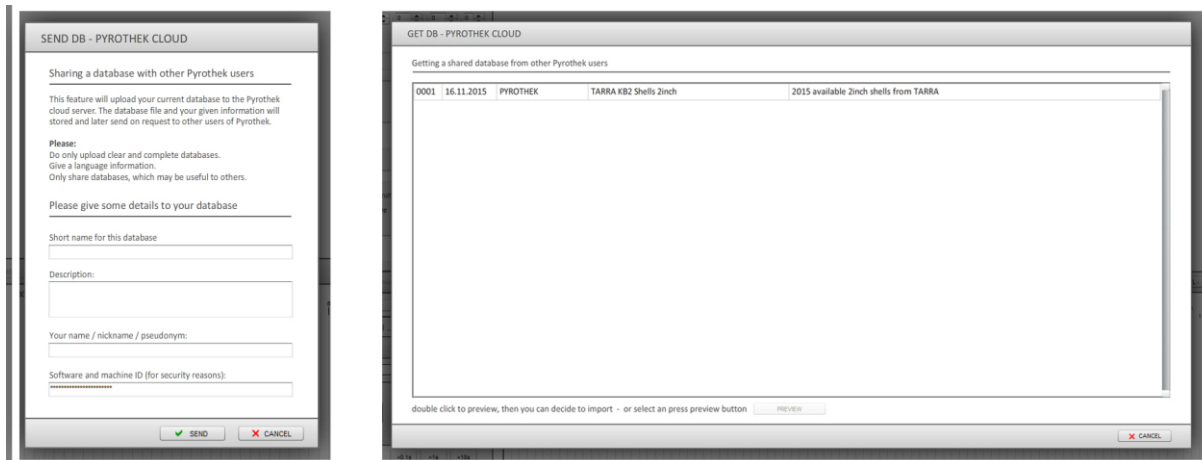 SEND DB - PYROTHEK CLOUD
Sharing a database with other Pyrothek users
This feature will upload your current database to the Pyrothek
cloud server. The database file and your given information will
stored and later send on request to other users of Pyrothek.
Please:
Do only upload clear and complete databases.
Give a language information.
Only share databases, which may be useful to others.
Please give some details to your database
Short name for this database
Description:
Your name / nickname / pseudonym:
Software and machine ID (for security reasons):
SEND CANCEL
GET DB - PYROTHEK CLOUD
Getting a shared database from other Pyrothek users
0001 16.11.2015 PYROTHEK TARRA KB2 Shells 2inch 2015 available 2inch shells from TARRA
double click to preview, then you can decide to import - or select an press preview button PREVIEW
CANCEL
+0.1s +1s +10s